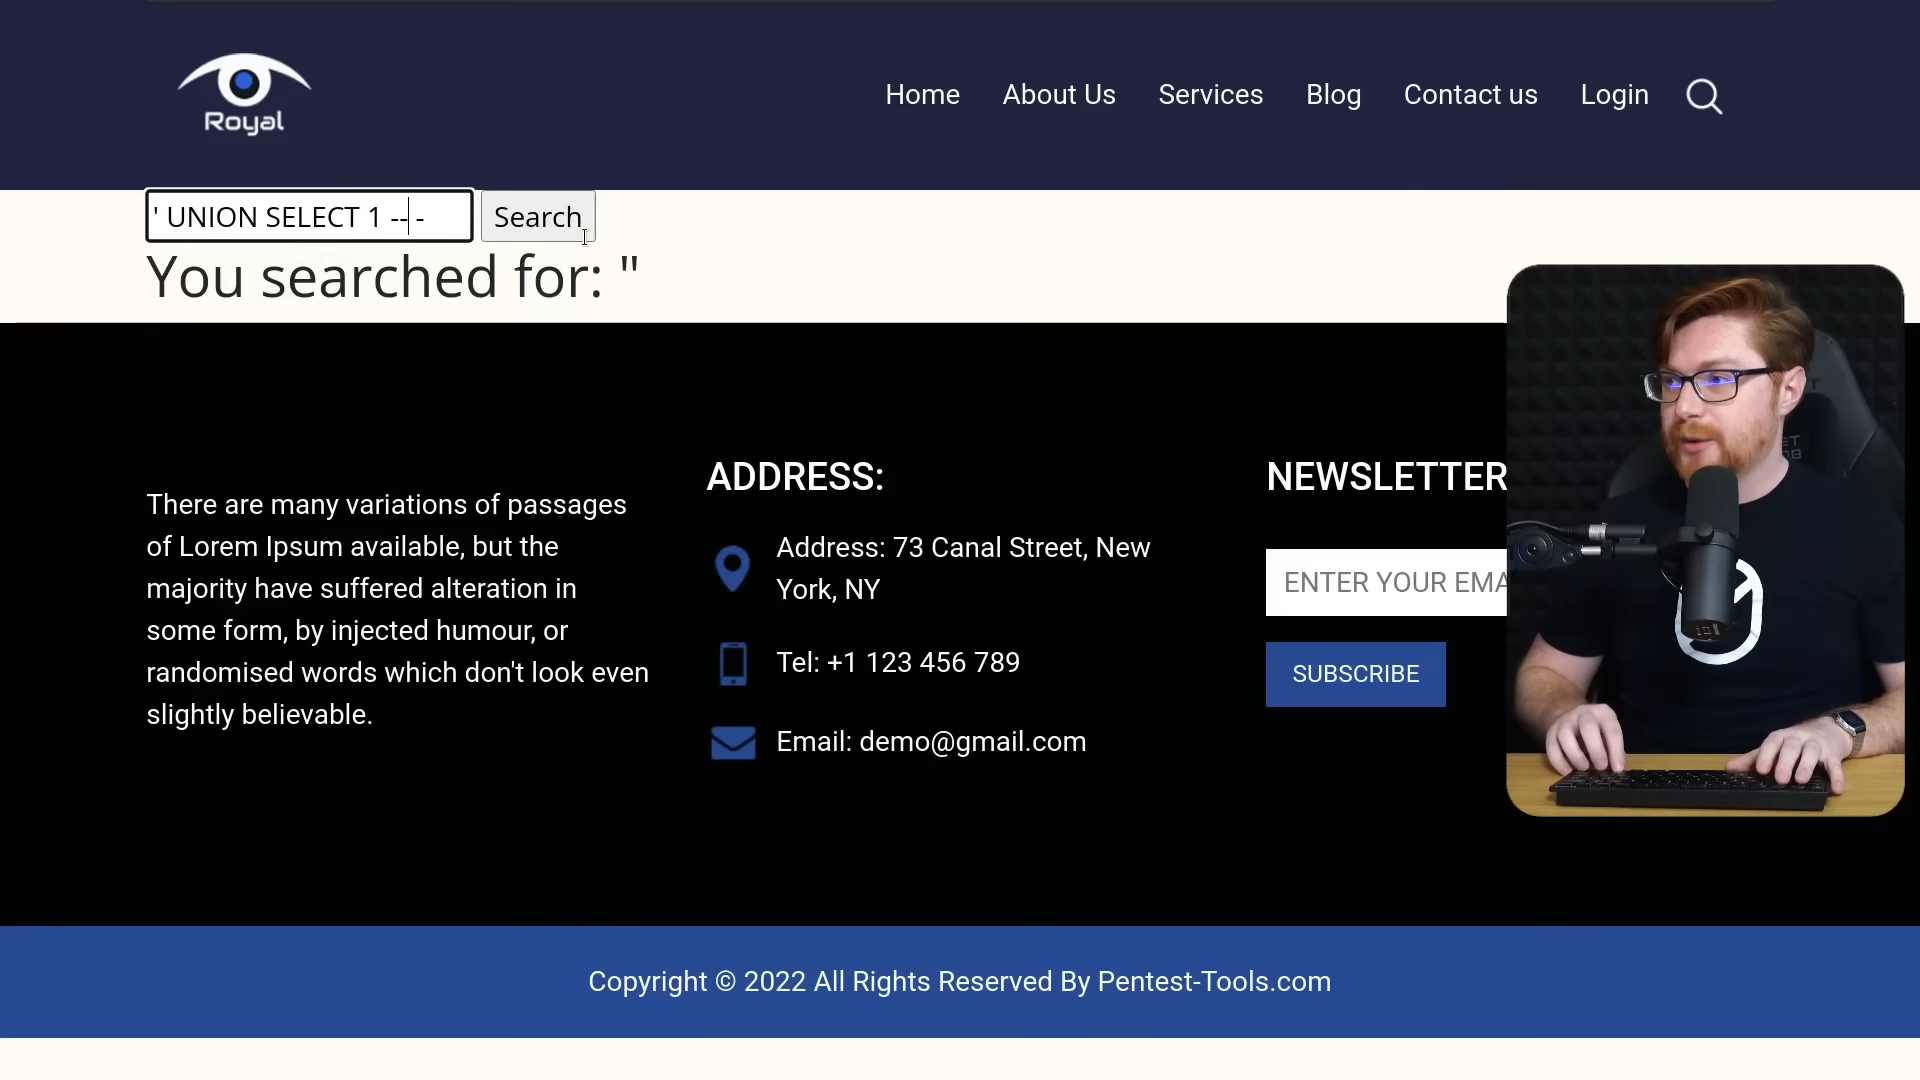 Royal
Home About Us Services Blog Contact us Login
' UNION SELECT 1 -- -
Search
You searched for: "
There are many variations of passages
of Lorem Ipsum available, but the
majority have suffered alteration in
some form, by injected humour, or
randomised words which don't look even
slightly believable.
ADDRESS:
Address: 73 Canal Street, New
York, NY
Tel: +1 123 456 789
Email: demo@gmail.com
NEWSLETTER
ENTER YOUR EMA
SUBSCRIBE
Copyright © 2022 All Rights Reserved By Pentest-Tools.com